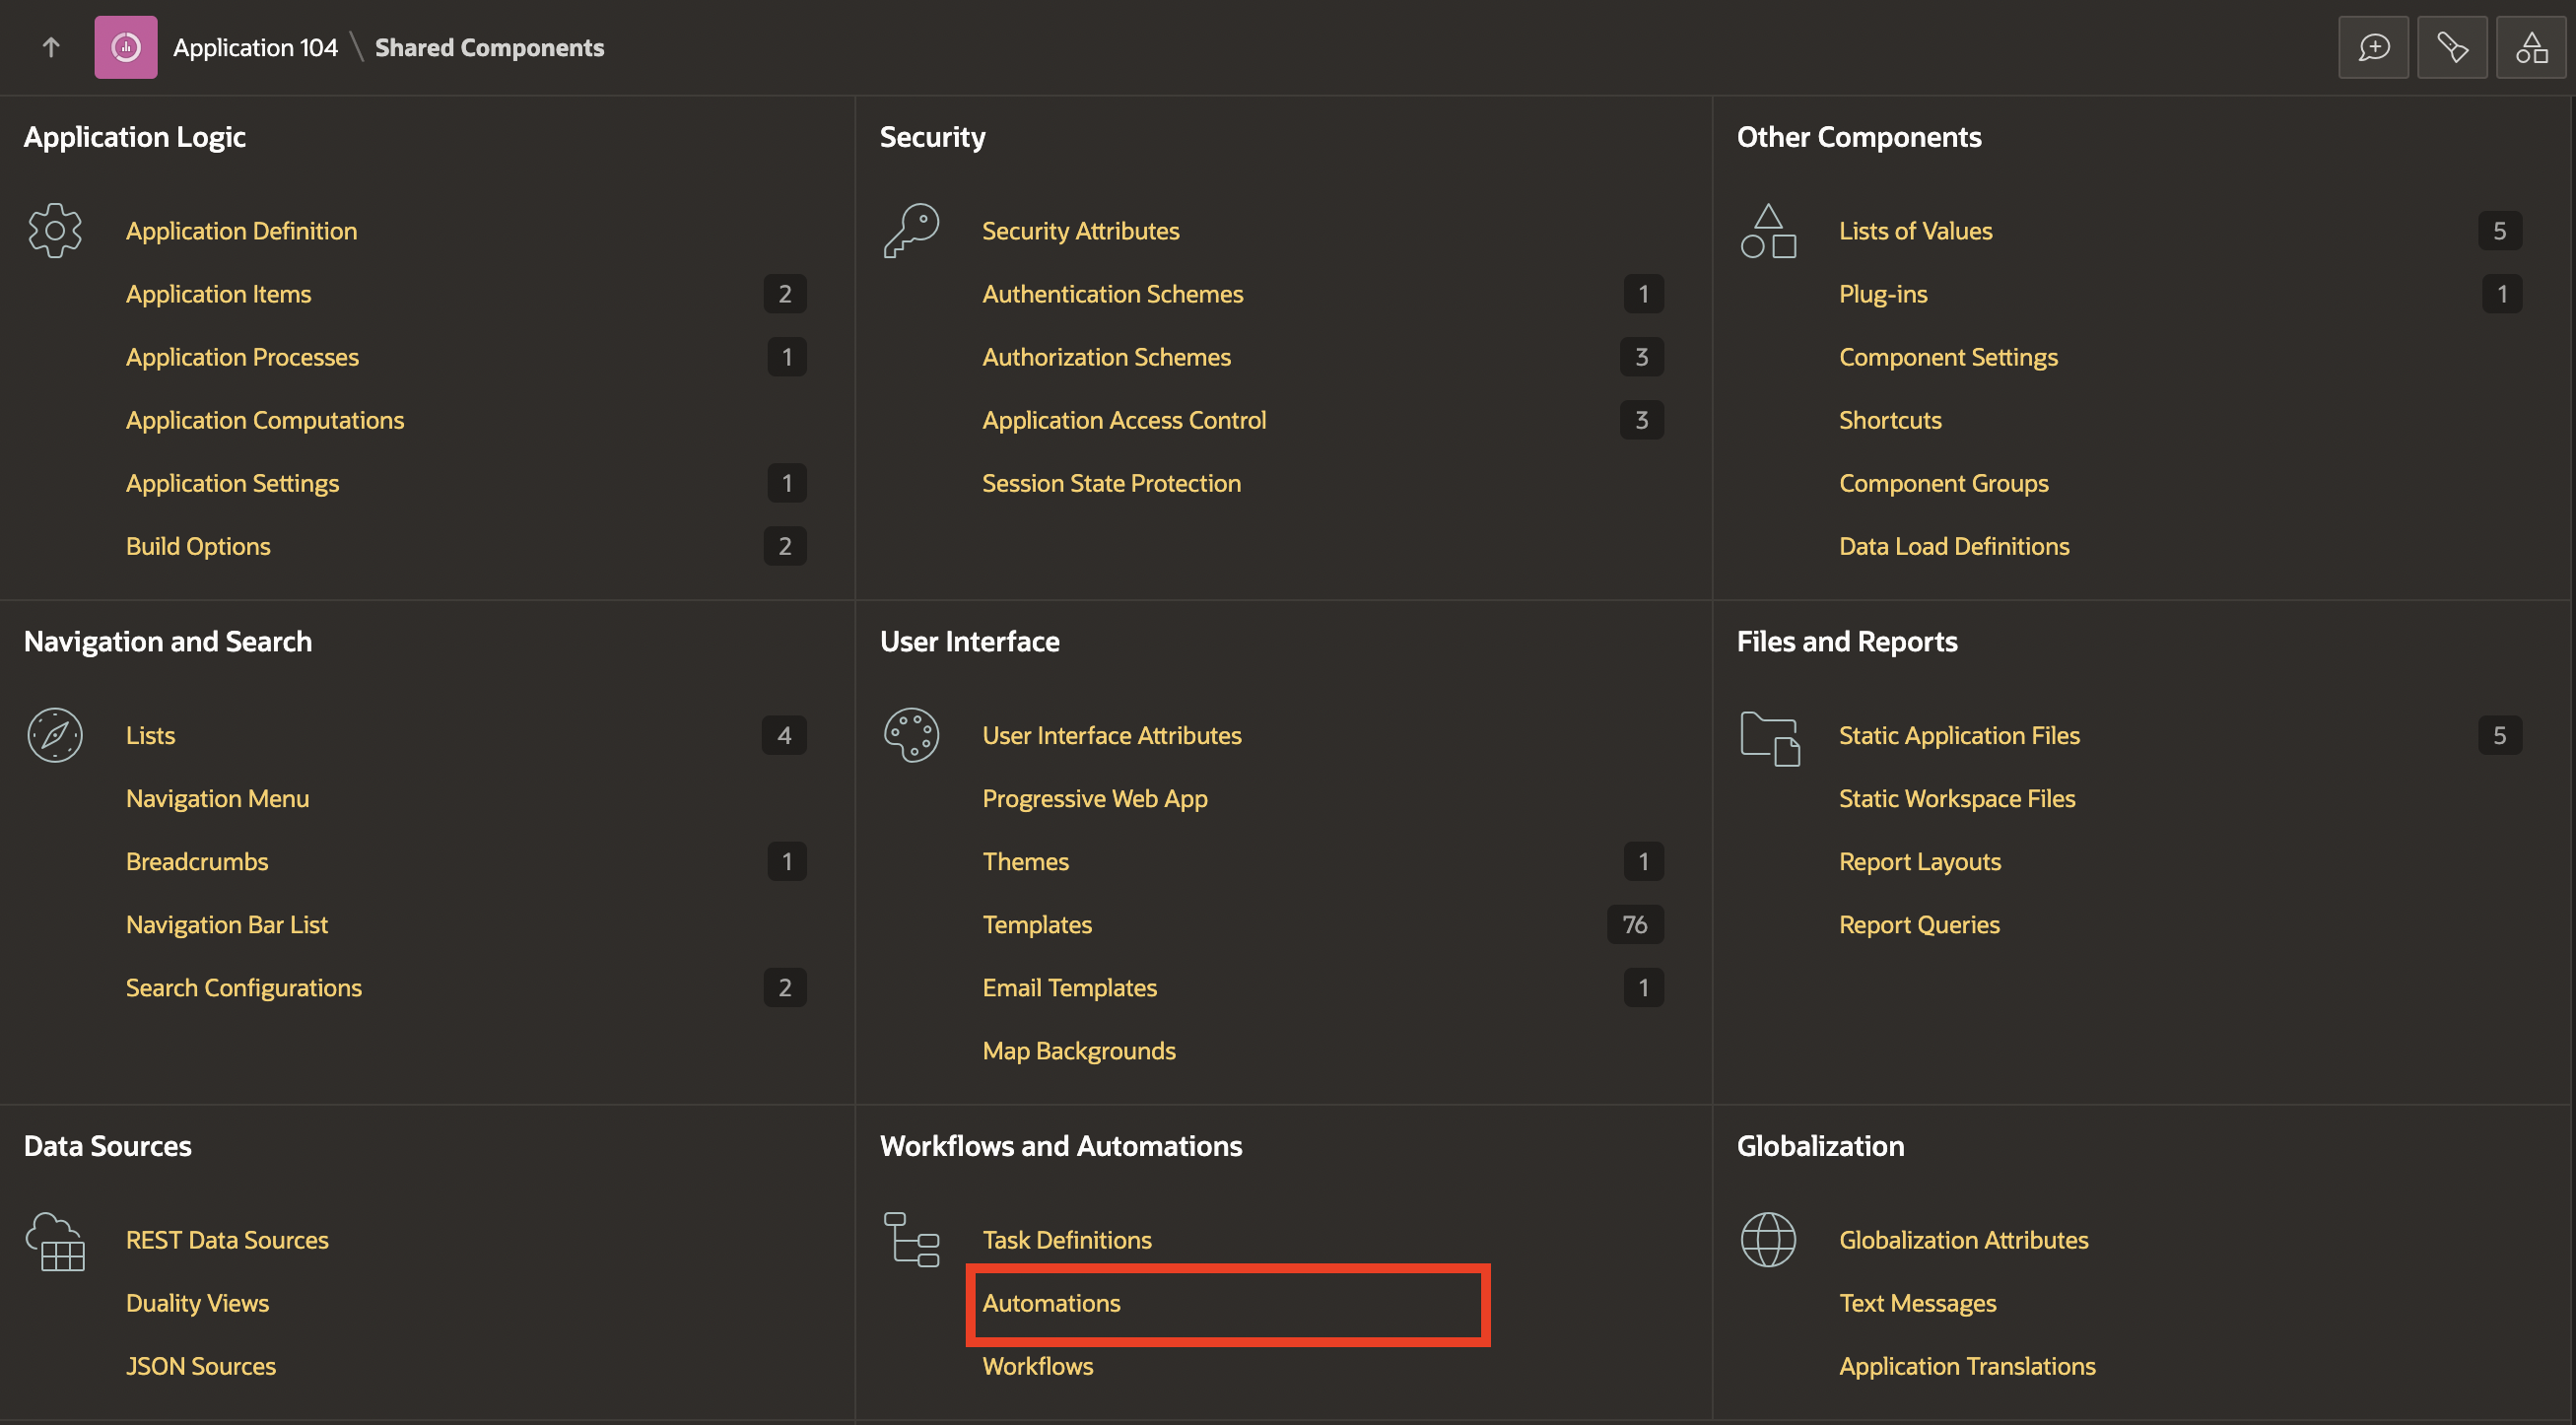 Application 104 \ Shared Components
Application Logic
Application Definition
Application Items 2
Application Processes 1
Application Computations
Application Settings 1
Build Options 2
Security
Security Attributes
Authentication Schemes 1
Authorization Schemes 3
Application Access Control 3
Session State Protection
Other Components
Lists of Values 5
Plug-ins 1
Component Settings
Shortcuts
Component Groups
Data Load Definitions
Navigation and Search
Lists 4
Navigation Menu
Breadcrumbs 1
Navigation Bar List
Search Configurations 2
User Interface
User Interface Attributes
Progressive Web App
Themes 1
Templates 76
Email Templates 1
Map Backgrounds
Files and Reports
Static Application Files 5
Static Workspace Files
Report Layouts
Report Queries
Data Sources
REST Data Sources
Duality Views
JSON Sources
Workflows and Automations
Task Definitions
Automations
Workflows
Globalization
Globalization Attributes
Text Messages
Application Translations